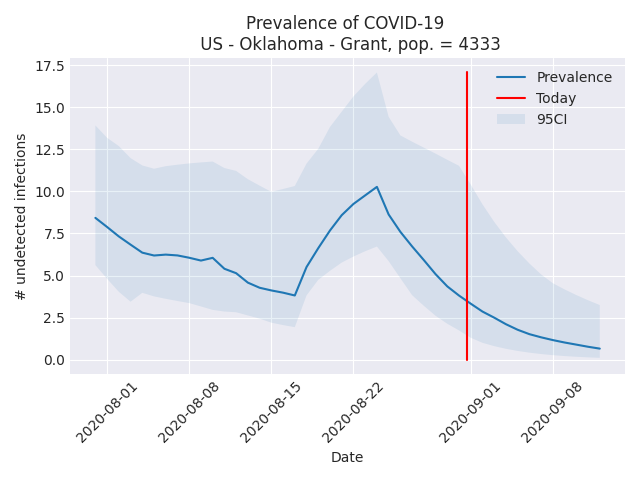 Prevalence of COVID-19
US - Oklahoma - Grant, pop. = 4333
# undetected infections
17.5
15.0
12.5
10.0
7.5
5.0
2.5
0.0
Prevalence
Today
95CI
2020-08-01
2020-08-08
2020-08-15
2020-08-22
2020-09-01
2020-09-08
Date